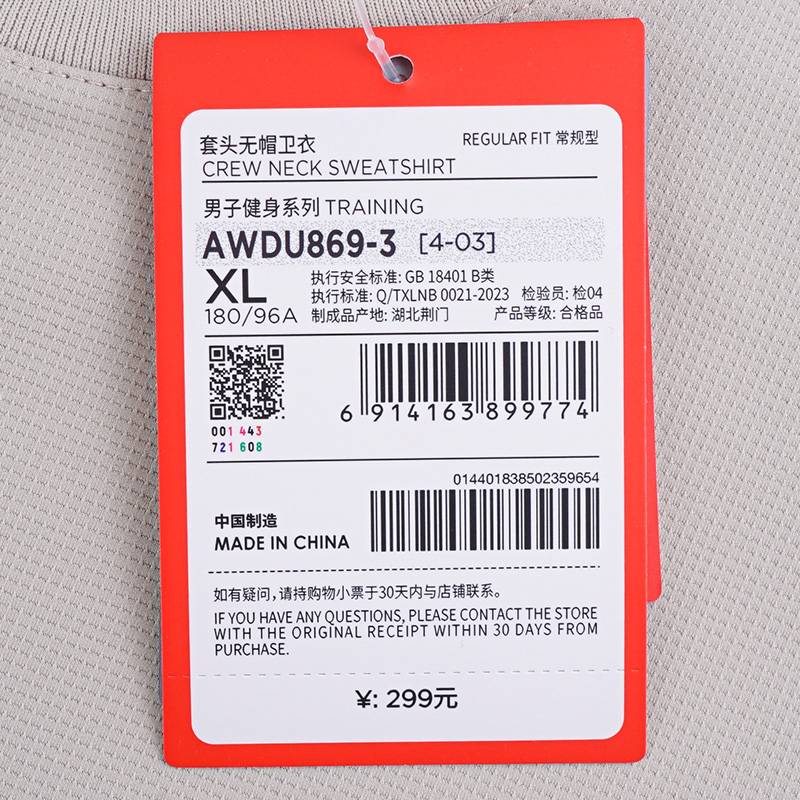 套头无帽卫衣 REGULAR FIT 常规型
CREW NECK SWEATSHIRT
男子健身系列 TRAINING
AWDU869-3 [4-03]
XL 执行安全标准: GB 18401 B类
执行标准: Q/TXLNB 0021-2023 检验员: 检04
180/96A 制成品产地: 湖北荆门 产品等级: 合格品
6 914163 899774
001 443
721 608
014401838502359654
中国制造
MADE IN CHINA
如有疑问,请持购物小票于30天内与店铺联系。
IF YOU HAVE ANY QUESTIONS, PLEASE CONTACT THE STORE
WITH THE ORIGINAL RECEIPT WITHIN 30 DAYS FROM
PURCHASE.
¥: 299元